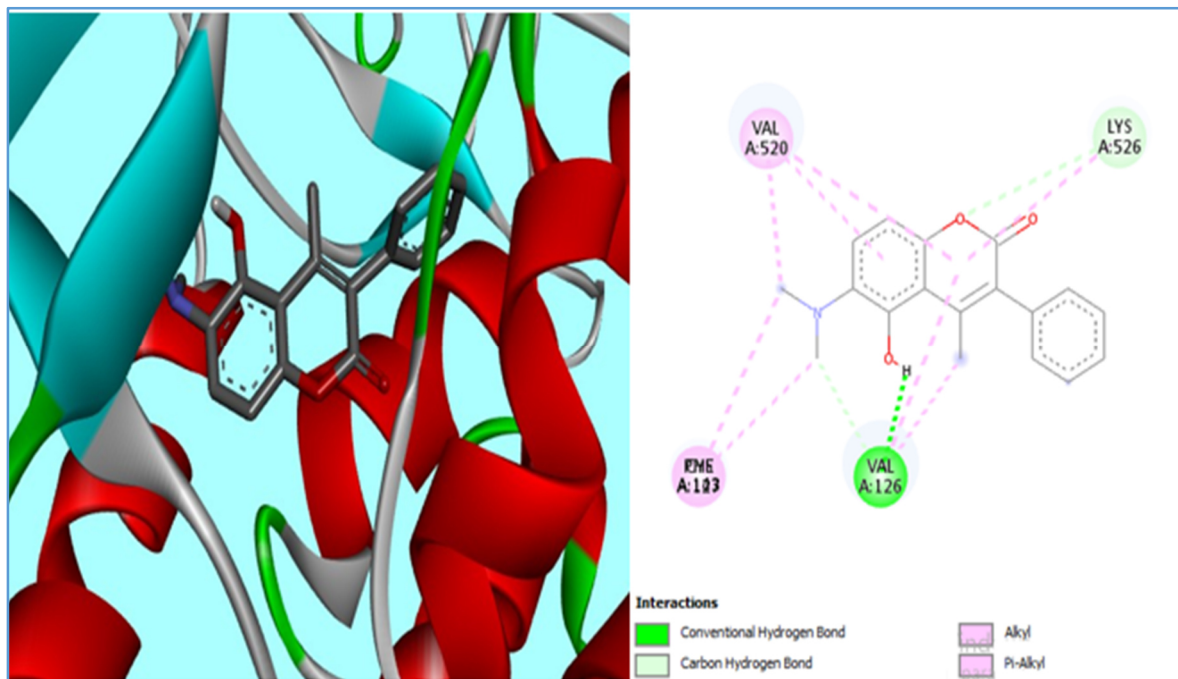 VAL
A:520
LYS
A:526
O
O
N
O
H
VAL
A:126
Interactions
Conventional Hydrogen Bond
Alkyl
Carbon Hydrogen Bond
Pi-Alkyl